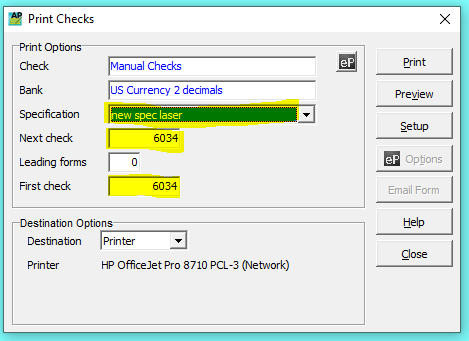 AP Print Checks
Print Options
Check Manual Checks eP Print
Bank US Currency 2 decimals Preview
Specification new spec laser Setup
Next check 6034
Leading forms 0 eP Options
First check 6034 Email Form
Help
Destination Options
Destination Printer Close
Printer HP OfficeJet Pro 8710 PCL-3 (Network)